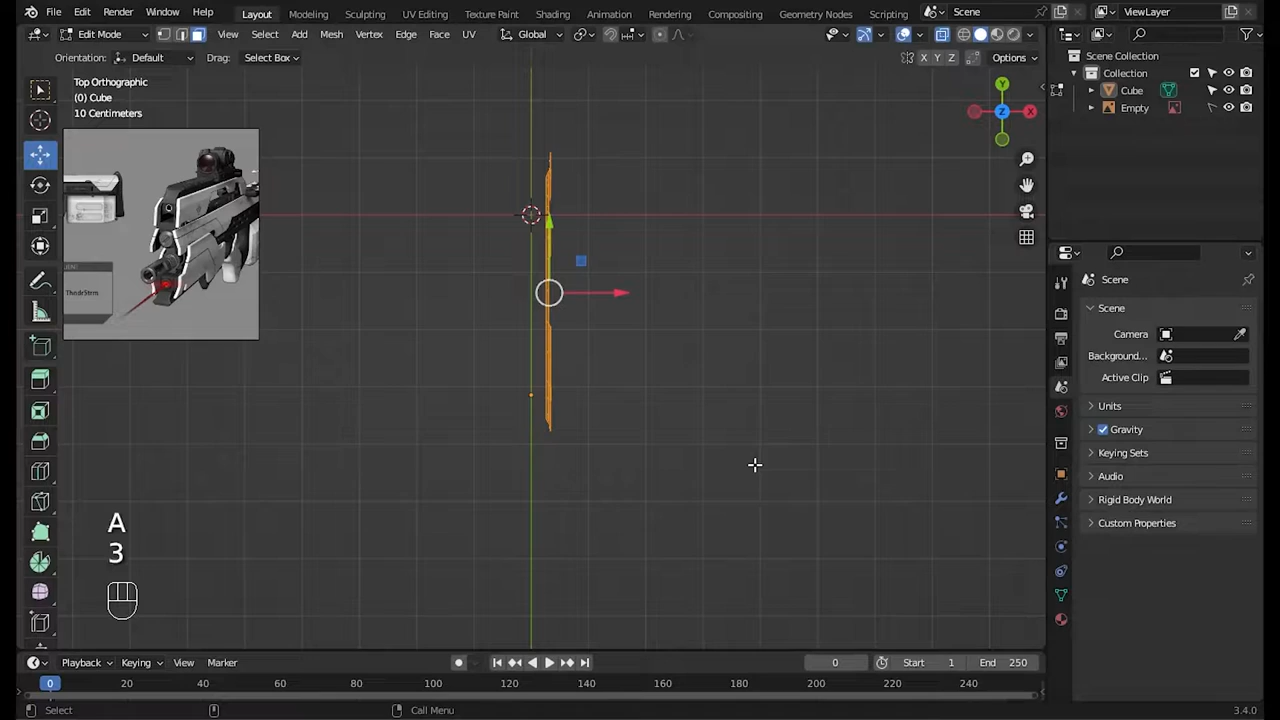 File Edit Render Window Help Layout Modeling Sculpting UV Editing Texture Paint Shading Animation Rendering Compositing Geometry Nodes Scripting Scene ViewLayer
Edit Mode View Select Add Mesh Vertex Edge Face UV Global
Orientation: Default Drag: Select Box X Y Z Options
Scene Collection
Collection
Cube
Empty
Top Orthographic
(0) Cube
10 Centimeters
Y
Z
X
ThndrStrm
Scene
Scene
Camera
Background...
Active Clip
Units
Gravity
Keying Sets
Audio
Rigid Body World
Custom Properties
A
3
Playback Keying View Marker 0 Start 1 End 250
0 20 40 60 80 100 120 140 160 180 200 220 240
Select Call Menu 3.4.0